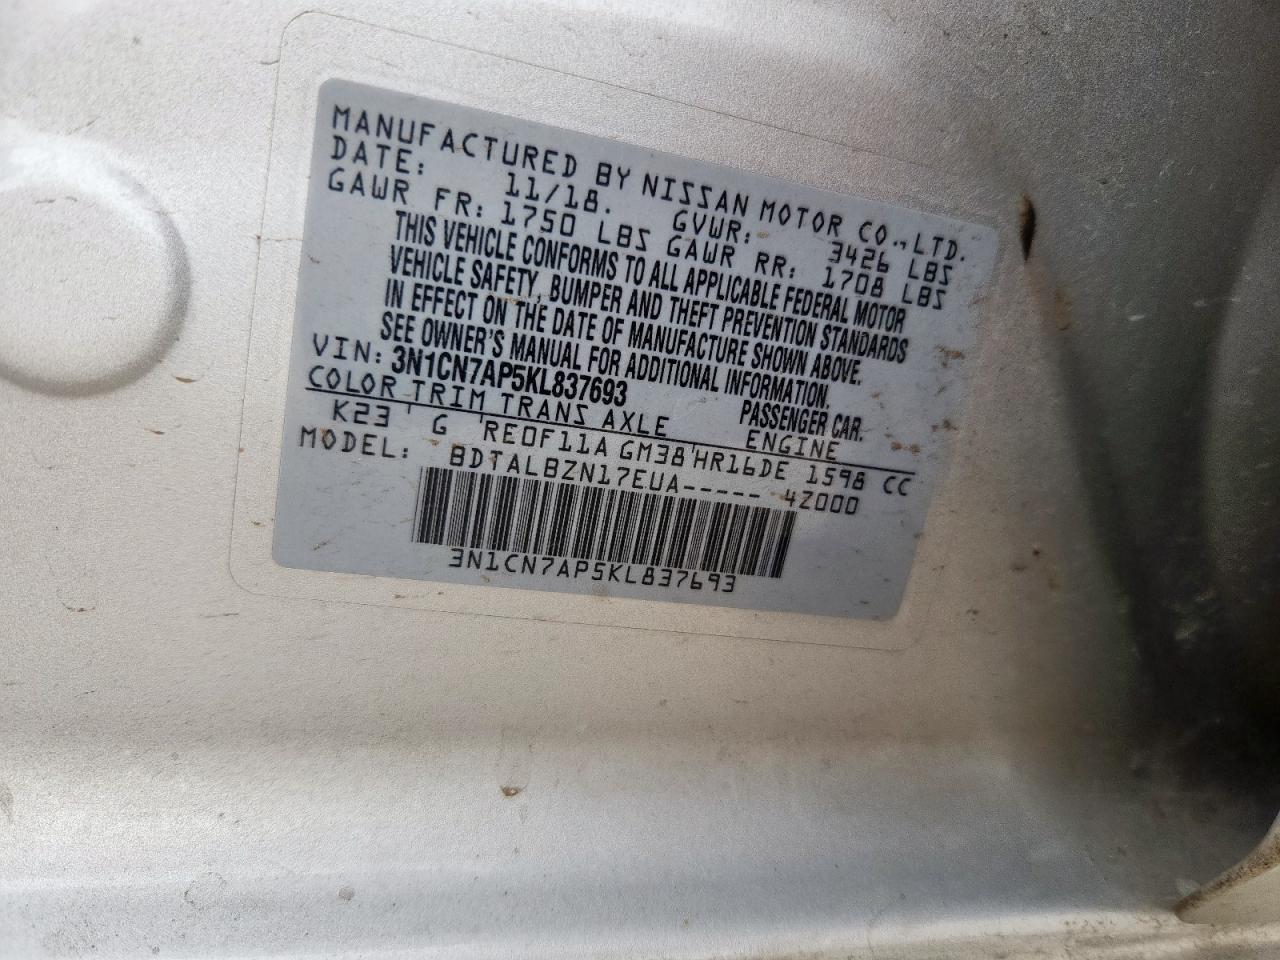 MANUFACTURED BY NISSAN MOTOR CO.,LTD.
DATE: 11/18. GVWR: 3426 LBS
GAWR FR: 1750 LBS GAWR RR: 1708 LBS
THIS VEHICLE CONFORMS TO ALL APPLICABLE FEDERAL MOTOR
VEHICLE SAFETY, BUMPER AND THEFT PREVENTION STANDARDS
IN EFFECT ON THE DATE OF MANUFACTURE SHOWN ABOVE.
SEE OWNER'S MANUAL FOR ADDITIONAL INFORMATION.
VIN: 3N1CN7AP5KL837693 PASSENGER CAR.
COLOR TRIM TRANS AXLE ENGINE
K23 G RE0F11A GM38 HR16DE 1598 CC
MODEL: BDTALBZN17EUA----- 42000
3N1CN7AP5KL837693